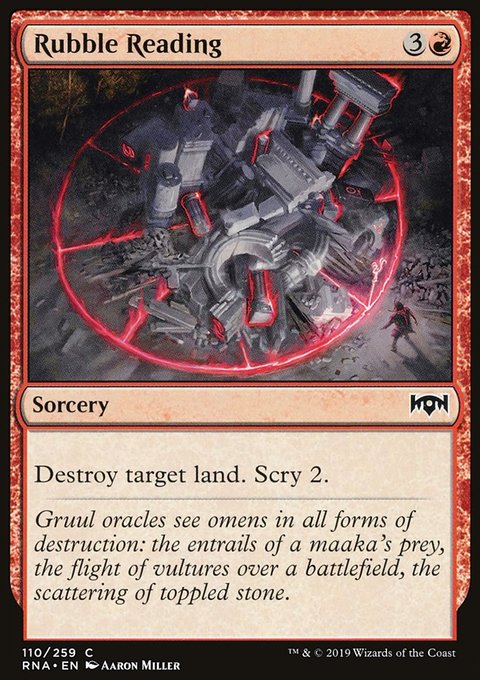 Rubble Reading 3
Sorcery
Destroy target land. Scry 2.
Gruul oracles see omens in all forms of
destruction: the entrails of a maaka's prey,
the flight of vultures over a battlefield, the
scattering of toppled stone.
110/259 C
RNA • EN Aaron Miller
™ & © 2019 Wizards of the Coast